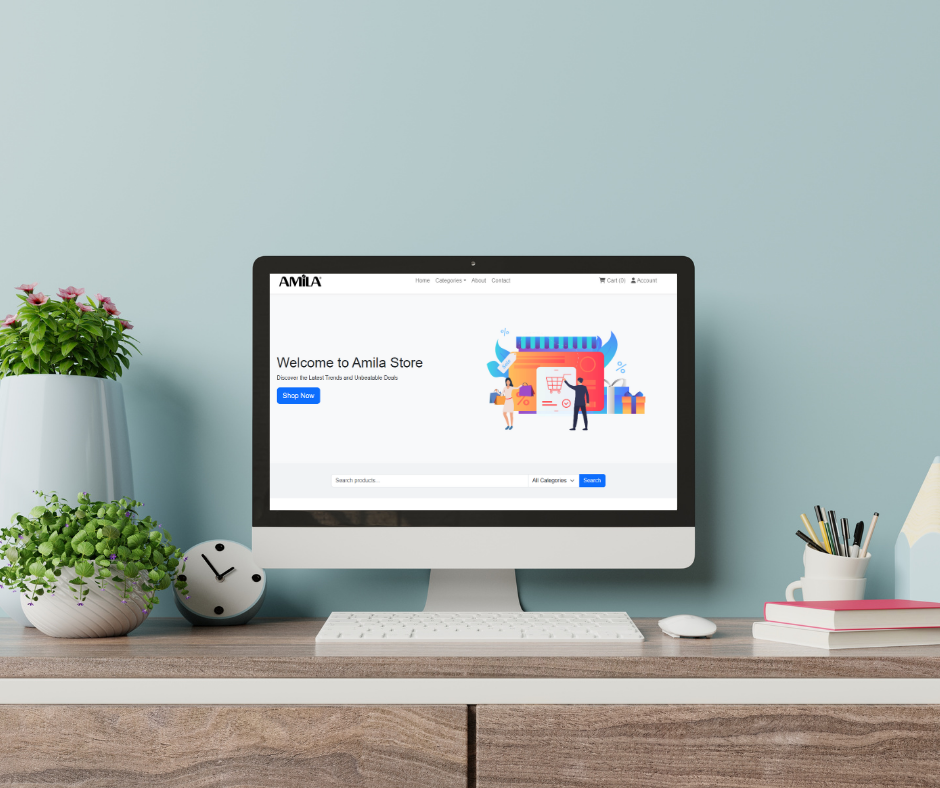 AMiLA
Home Categories About Contact
Cart (0) Account
Welcome to Amila Store
Discover the Latest Trends and Unbeatable Deals
Shop Now
Search products...
All Categories
Search
%
%